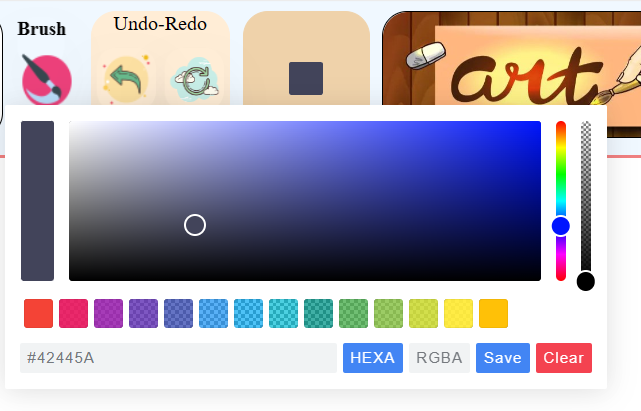 Brush
Undo-Redo
art
#42445A
HEXA
RGBA
Save
Clear